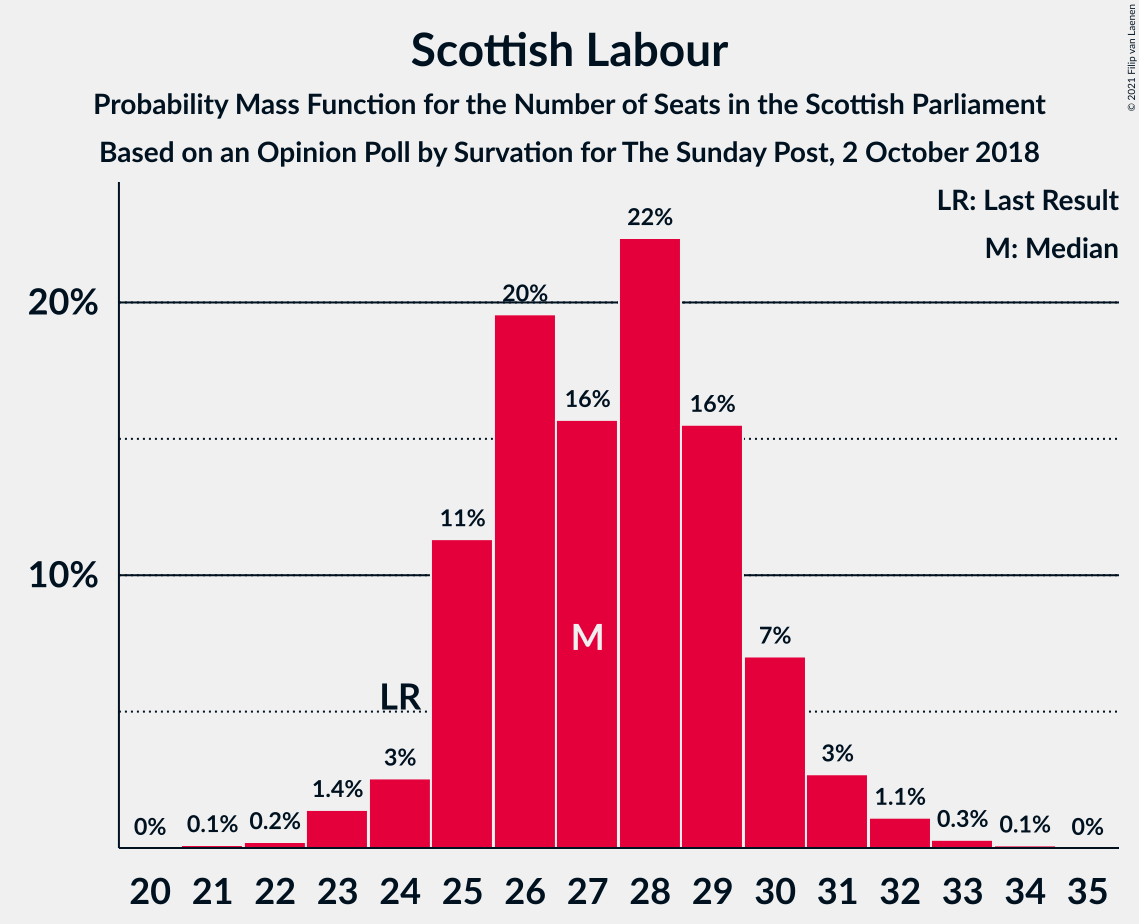 Scottish Labour
Probability Mass Function for the Number of Seats in the Scottish Parliament
Based on an Opinion Poll by Survation for The Sunday Post, 2 October 2018
© 2021 Filip van Laenen
LR: Last Result
M: Median
20%
10%
0%
0.1%
0.2%
1.4%
3%
11%
20%
16%
22%
16%
7%
3%
1.1%
0.3%
0.1%
0%
LR
M
20 21 22 23 24 25 26 27 28 29 30 31 32 33 34 35